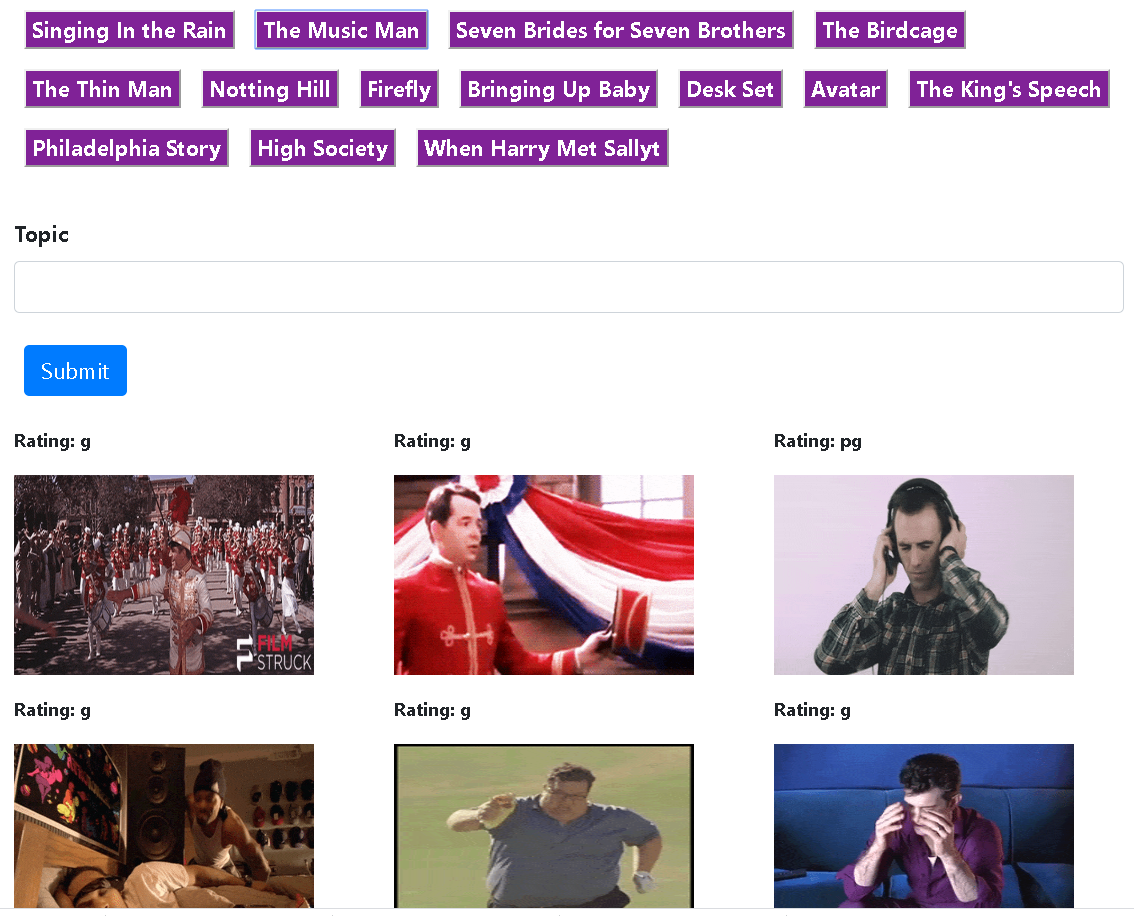 Singing In the Rain The Music Man Seven Brides for Seven Brothers The Birdcage
The Thin Man Notting Hill Firefly Bringing Up Baby Desk Set Avatar The King's Speech
Philadelphia Story High Society When Harry Met Sallyt
Topic
Submit
Rating: g Rating: g Rating: pg
FILM
STRUCK
Rating: g Rating: g Rating: g